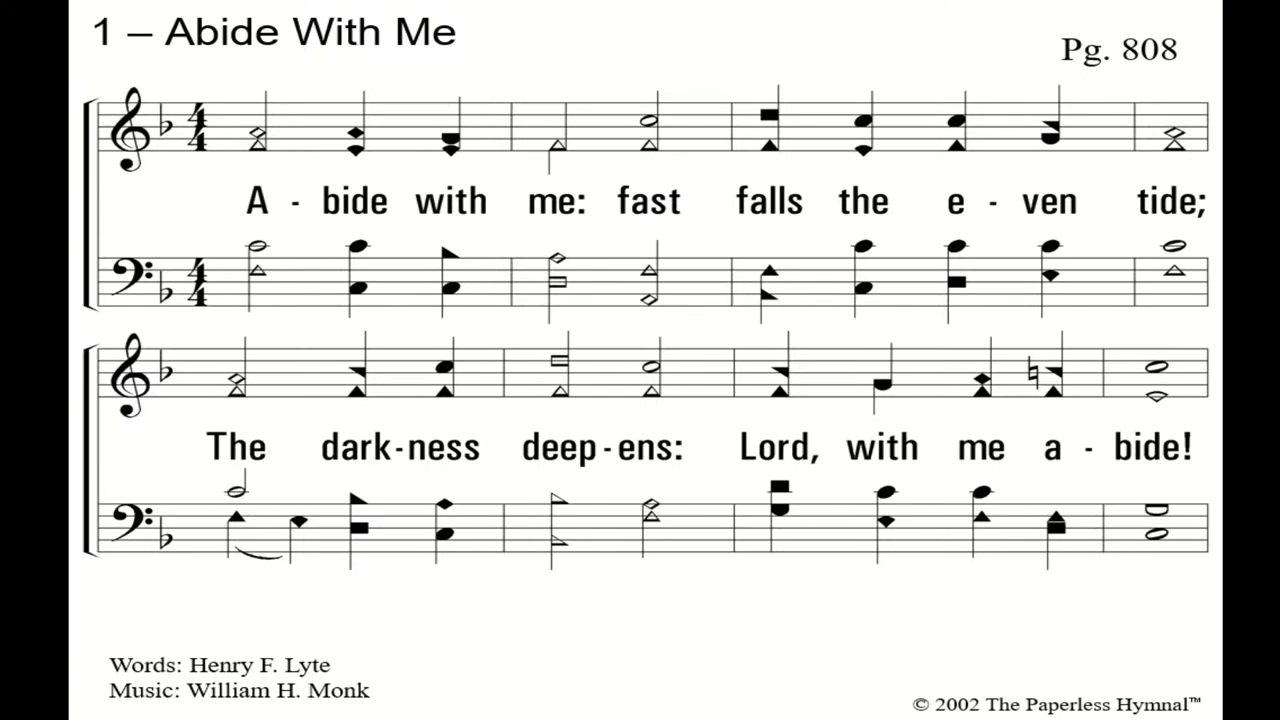 1 – Abide With Me
Pg. 808
A - bide with me: fast falls the e - ven tide;
The dark-ness deep-ens: Lord, with me a - bide!
Words: Henry F. Lyte
Music: William H. Monk
© 2002 The Paperless Hymnal™